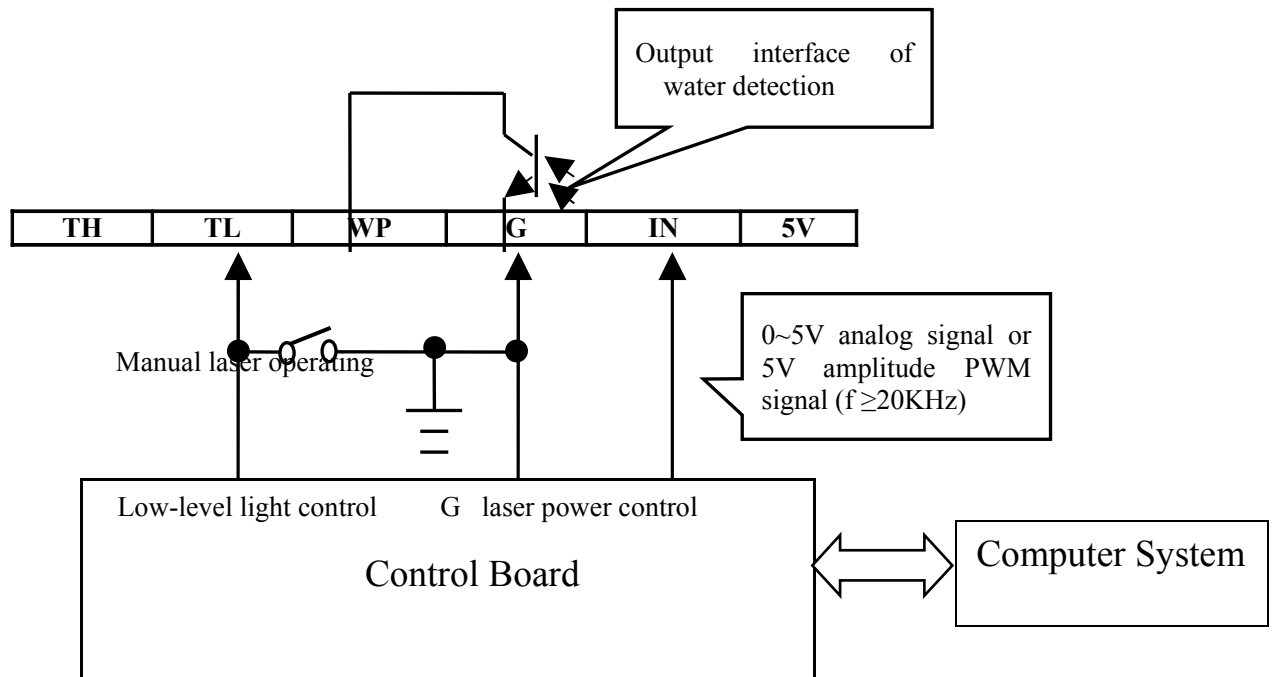 Output interface of
water detection
TH TL WP G IN 5V
Manual laser operating
0~5V analog signal or
5V amplitude PWM
signal (f ≥20KHz)
Low-level light control G laser power control
Control Board
Computer System